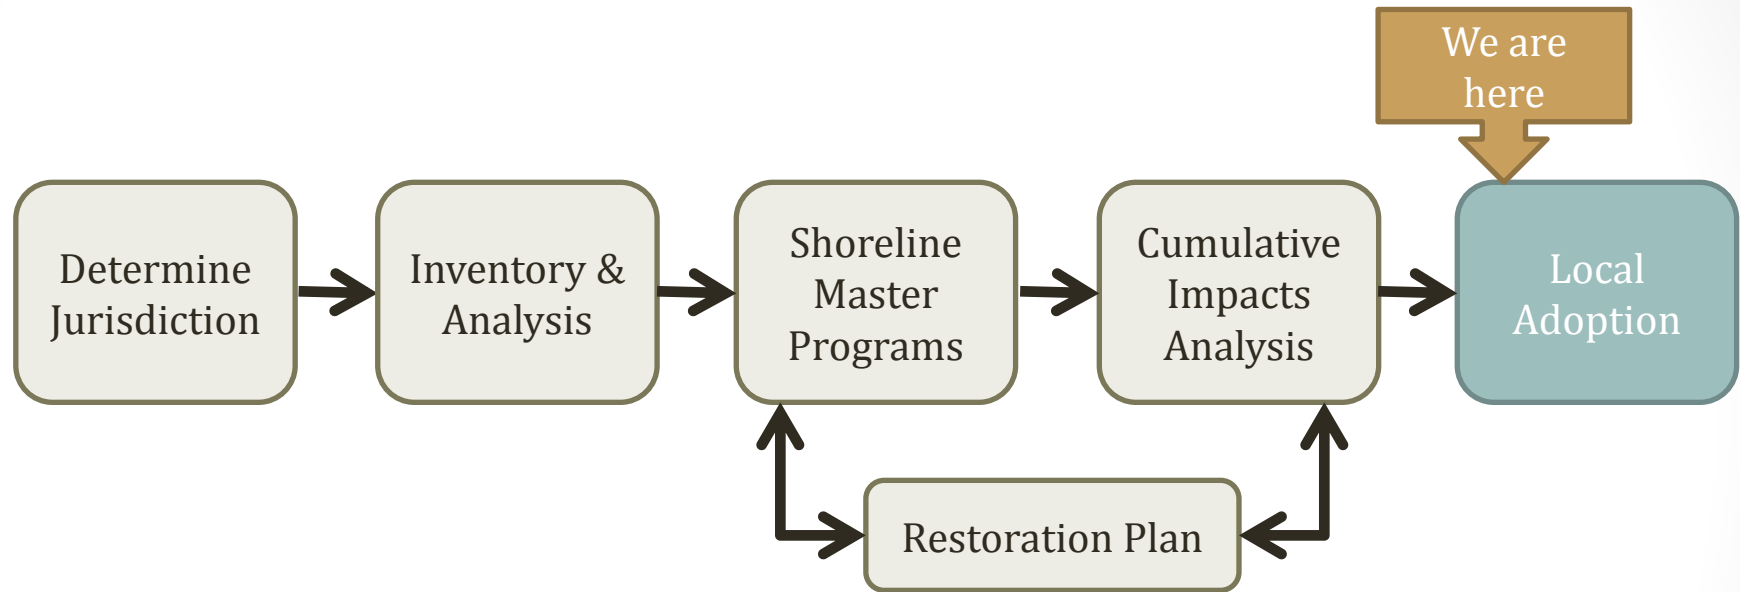 We are
here
Determine
Jurisdiction
Inventory &
Analysis
Shoreline
Master
Programs
Cumulative
Impacts
Analysis
Local
Adoption
Restoration Plan